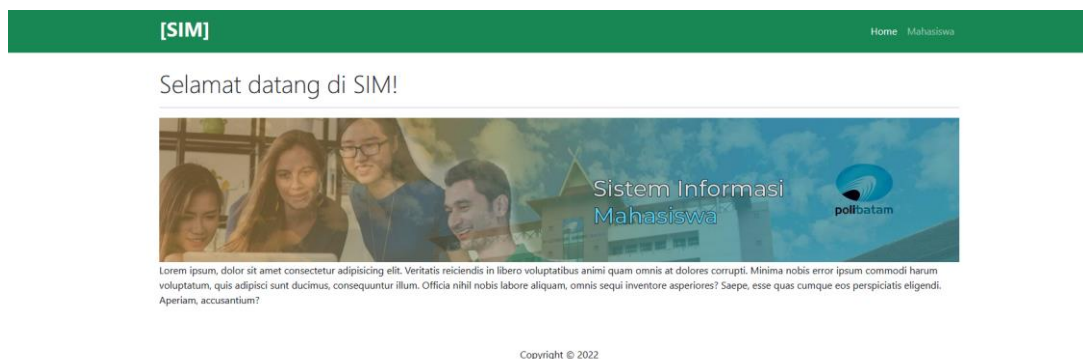 [SIM]
Home Mahasiswa
Selamat datang di SIM!
Sistem Informasi
Mahasiswa
polibatam
Lorem ipsum, dolor sit amet consectetur adipisicing elit. Veritatis reiciendis in libero voluptatibus animi quam omnis at dolores corrupti. Minima nobis error ipsum commodi harum
voluptatum, quis adipisci sunt ducimus, consequuntur illum. Officia nihil nobis labore aliquam, omnis sequi inventore asperiores? Saepe, esse quas cumque eos perspiciatis eligendi.
Aperiam, accusantium?
Copyright © 2022